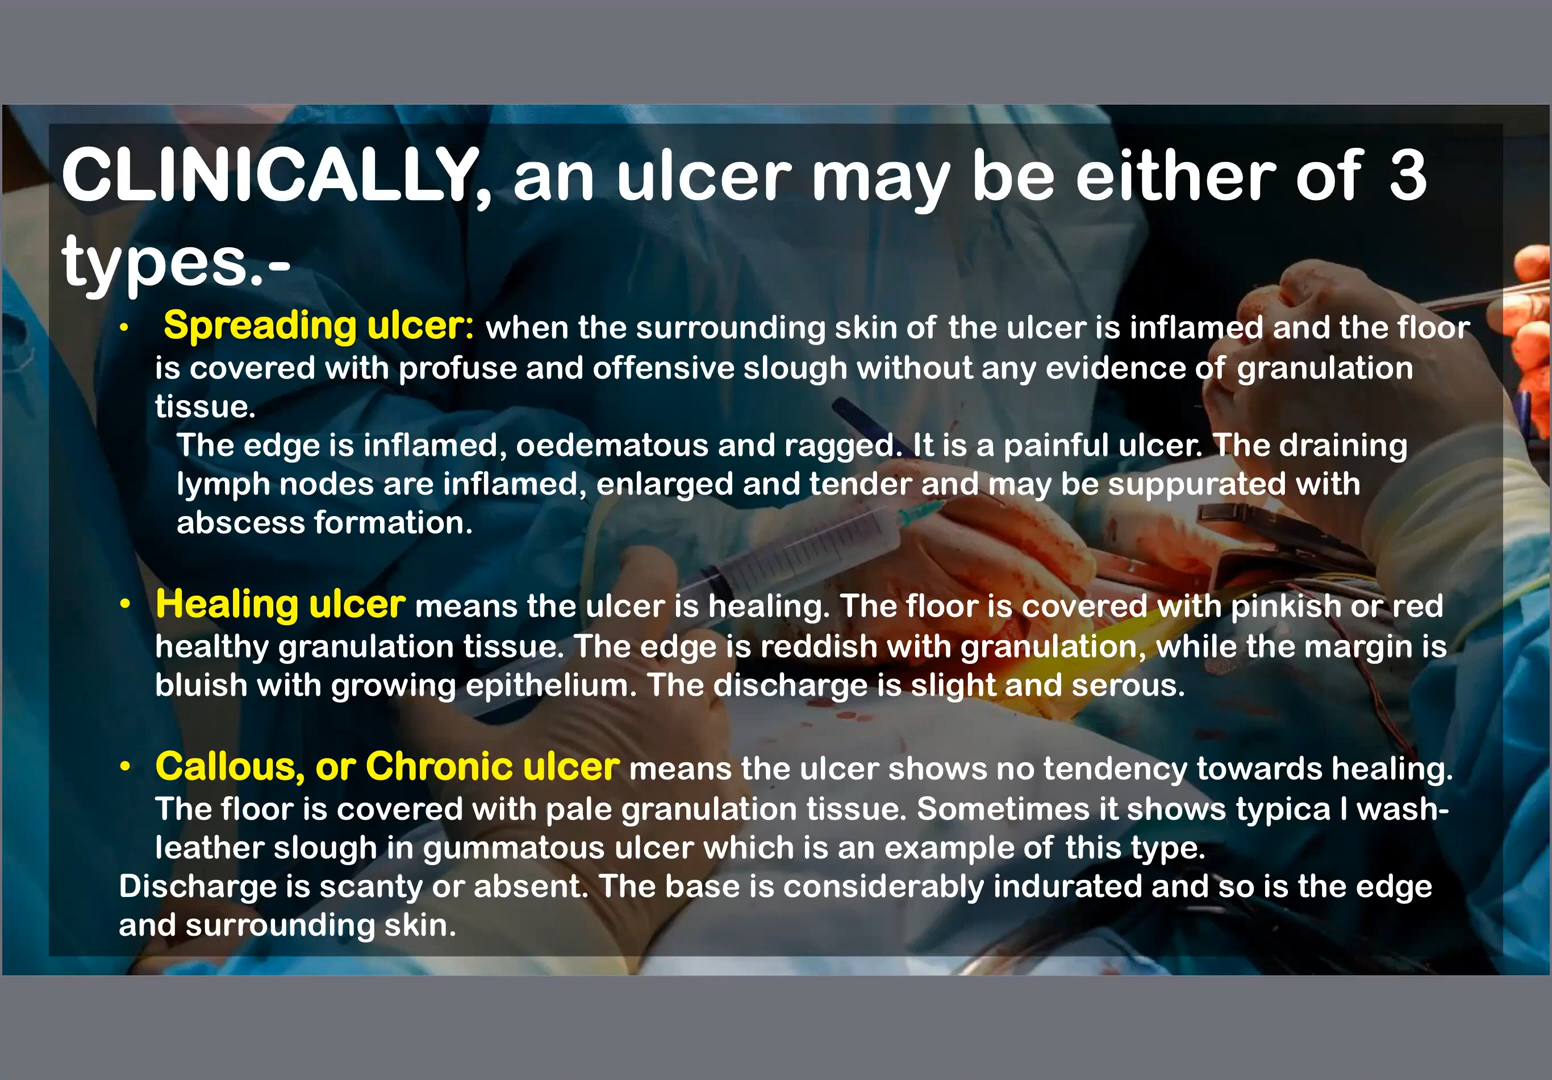 CLINICALLY, an ulcer may be either of 3
types.-
• Spreading ulcer: when the surrounding skin of the ulcer is inflamed and the floor
is covered with profuse and offensive slough without any evidence of granulation
tissue.
The edge is inflamed, oedematous and ragged. It is a painful ulcer. The draining
lymph nodes are inflamed, enlarged and tender and may be suppurated with
abscess formation.
• Healing ulcer means the ulcer is healing. The floor is covered with pinkish or red
healthy granulation tissue. The edge is reddish with granulation, while the margin is
bluish with growing epithelium. The discharge is slight and serous.
• Callous, or Chronic ulcer means the ulcer shows no tendency towards healing.
The floor is covered with pale granulation tissue. Sometimes it shows typica l wash-
leather slough in gummatous ulcer which is an example of this type.
Discharge is scanty or absent. The base is considerably indurated and so is the edge
and surrounding skin.